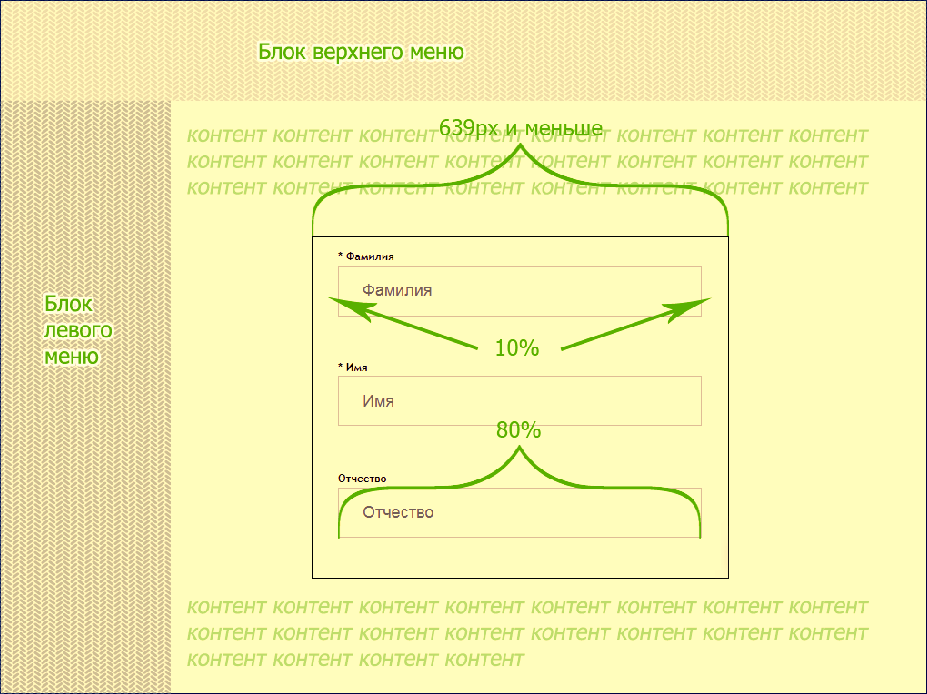 Блок верхнего меню
639px и меньше
контент контент контент контент контент контент контент контент
контент контент контент контент контент контент контент контент
контент контент контент контент контент контент контент контент
* Фамилия
Фамилия
Блок
левого
меню
10%
* Имя
Имя
80%
Отчество
Отчество
контент контент контент контент контент контент контент контент
контент контент контент контент контент контент контент контент
контент контент контент контент